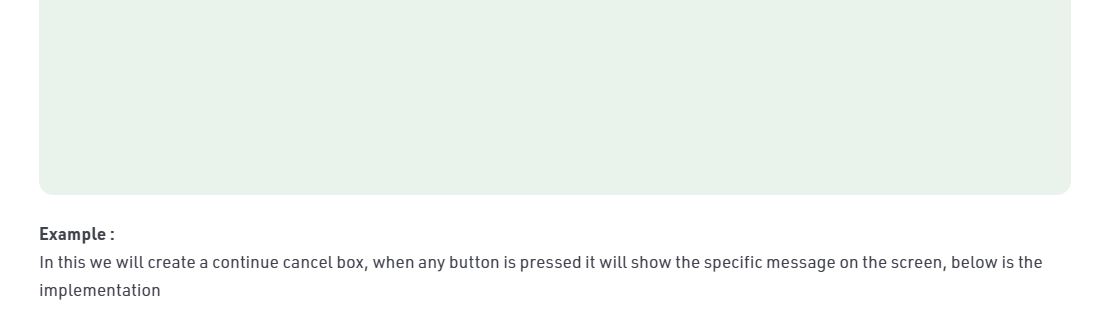 Example :
In this we will create a continue cancel box, when any button is pressed it will show the specific message on the screen, below is the
implementation